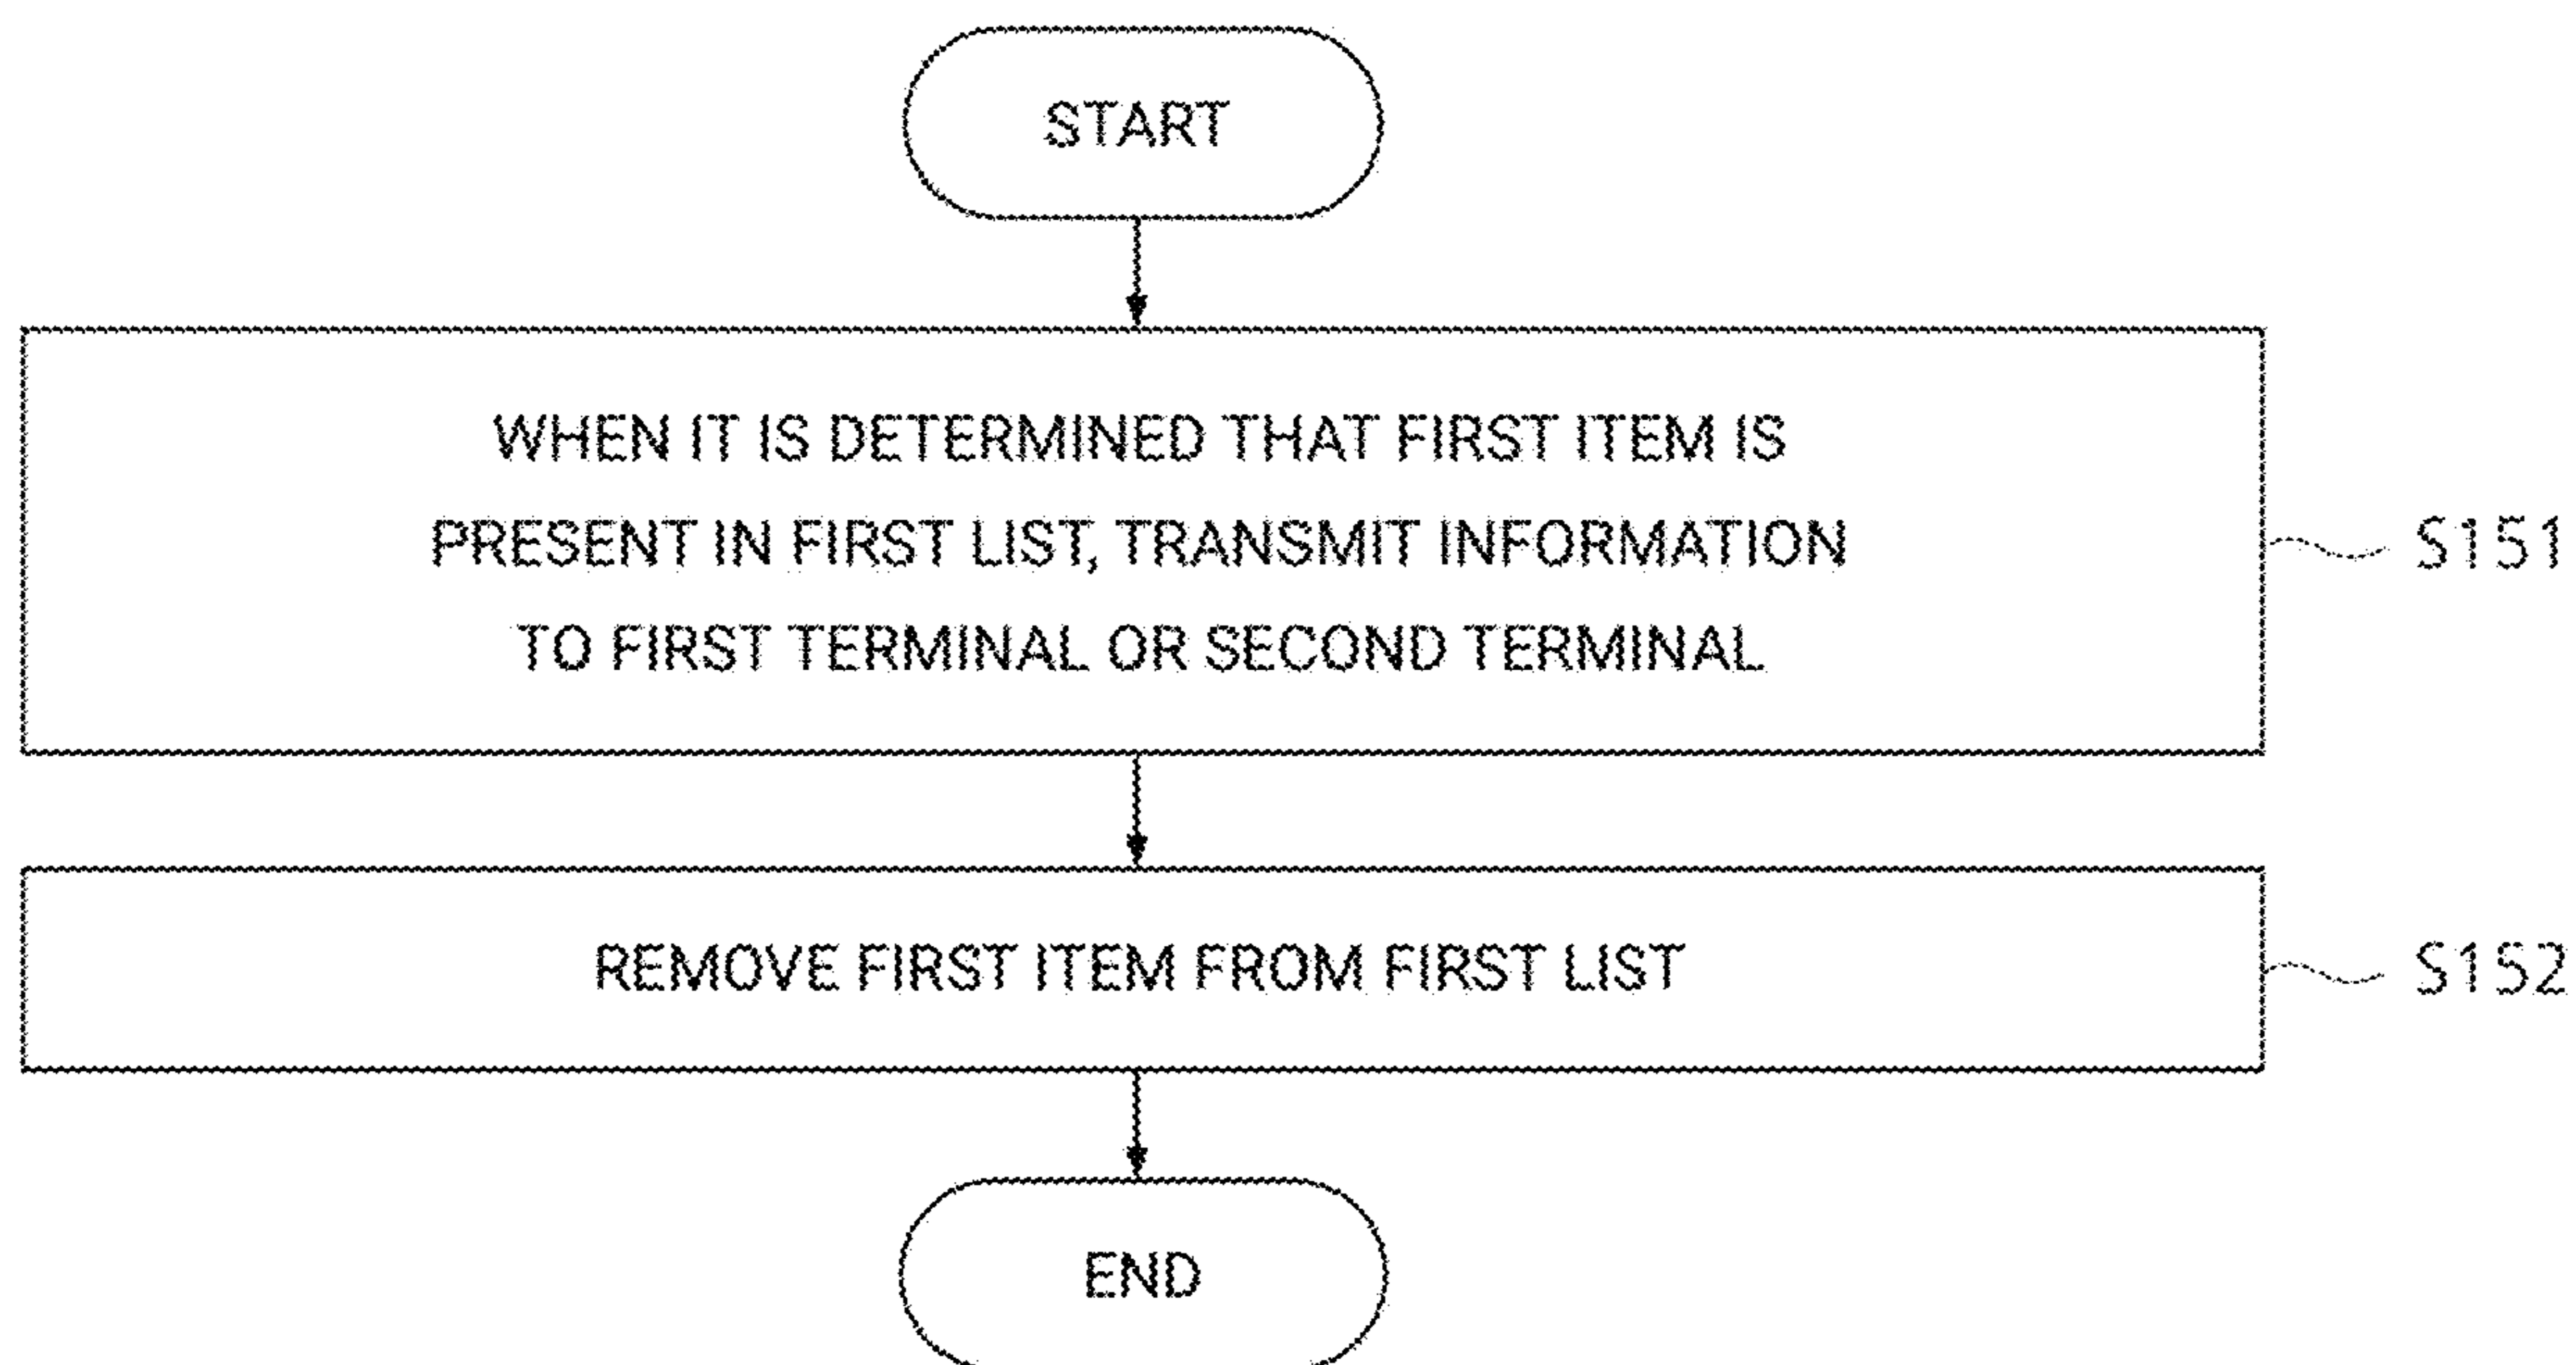 START
WHEN IT IS DETERMINED THAT FIRST ITEM IS
PRESENT IN FIRST LIST, TRANSMIT INFORMATION
TO FIRST TERMINAL OR SECOND TERMINAL
S151
REMOVE FIRST ITEM FROM FIRST LIST
S152
END